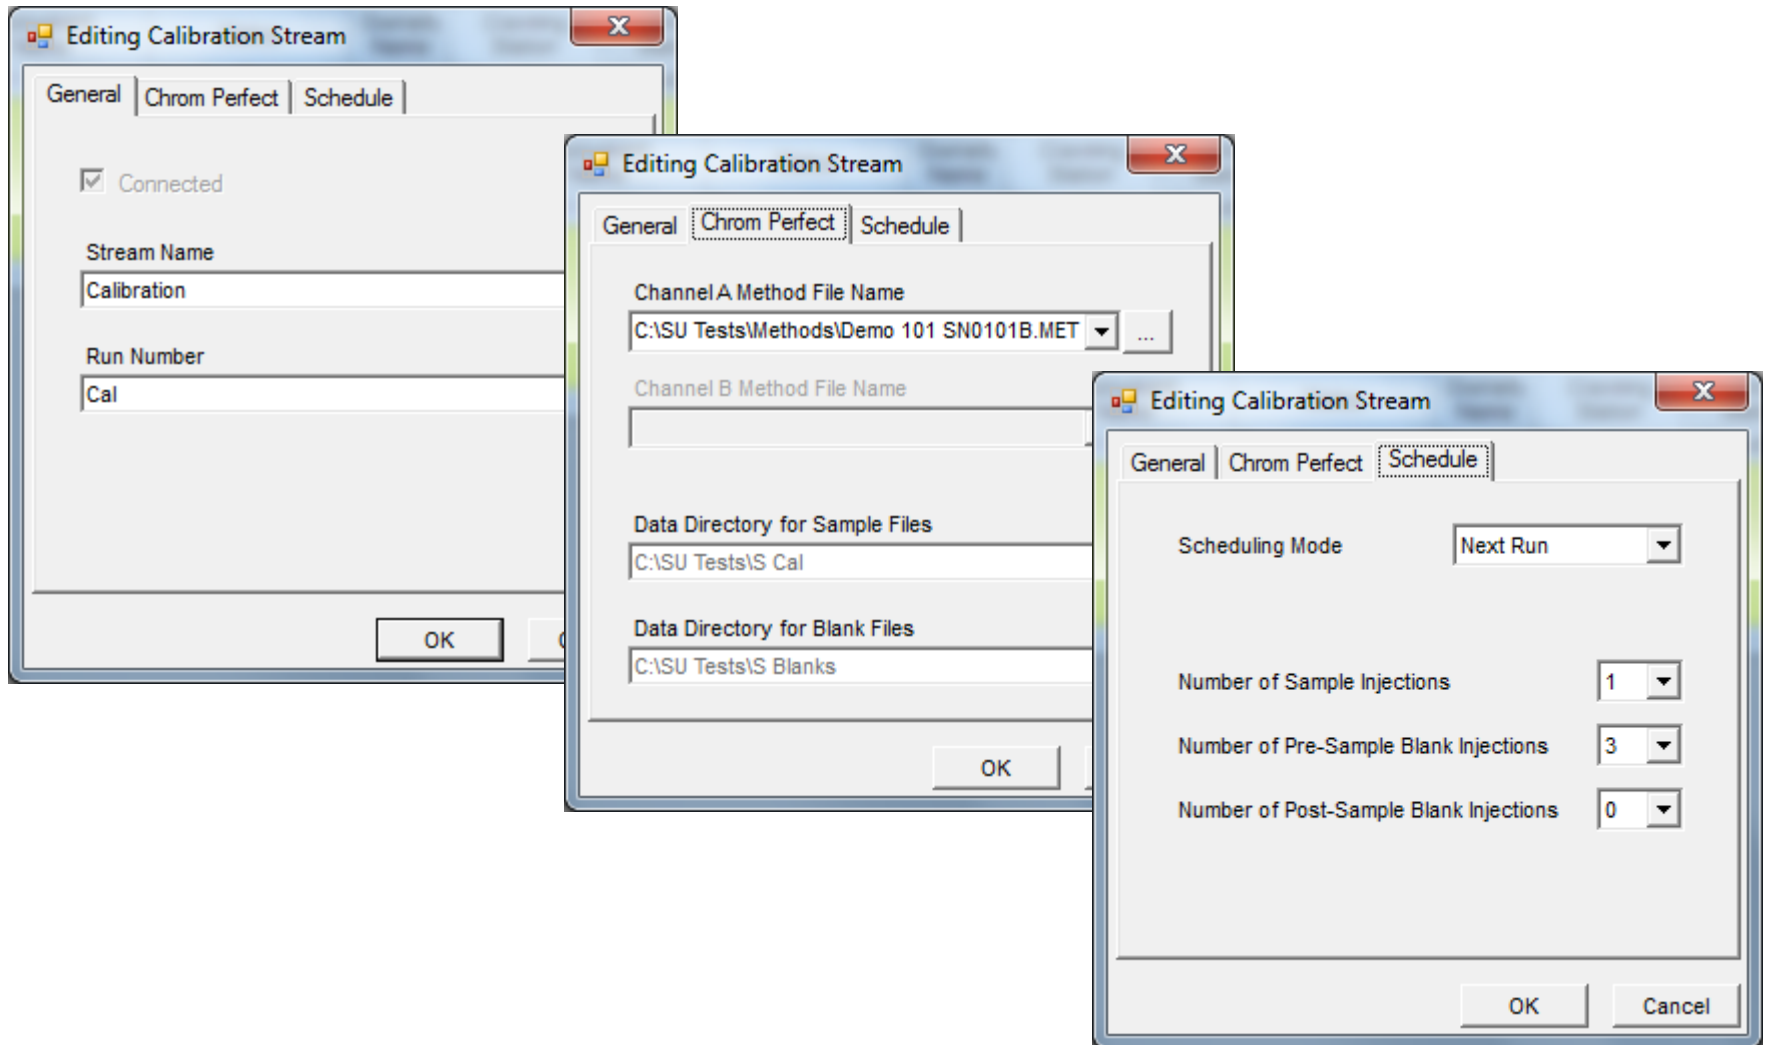 Editing Calibration Stream
General
Chrom Perfect
Schedule
Connected
Stream Name
Calibration
Run Number
Cal
OK
Editing Calibration Stream
General
Chrom Perfect
Schedule
Channel A Method File Name
C:\SU Tests\Methods\Demo 101 SN0101B.MET
...
Channel B Method File Name
Data Directory for Sample Files
C:\SU Tests\S Cal
Data Directory for Blank Files
C:\SU Tests\S Blanks
OK
Editing Calibration Stream
General
Chrom Perfect
Schedule
Scheduling Mode
Next Run
Number of Sample Injections
1
Number of Pre-Sample Blank Injections
3
Number of Post-Sample Blank Injections
0
OK
Cancel